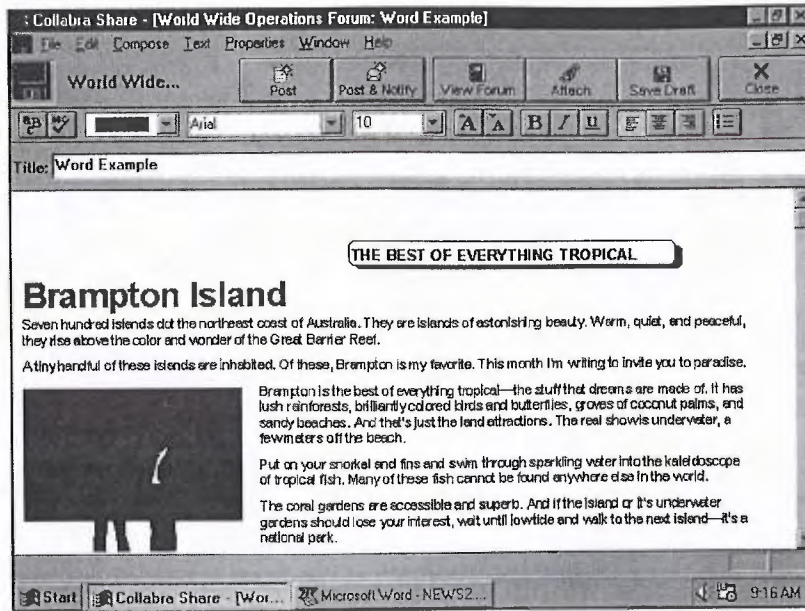 Collabra Share - [World Wide Operations Forum: Word Example]
File Edit Compose Text Properties Window Help
World Wide...
Post
Post & Notify
View Forum
Attach
Save Draft
Close
Arial
10
A A B I U
Title: Word Example
THE BEST OF EVERYTHING TROPICAL
Brampton Island
Seven hundred islands dot the northeast coast of Australia. They are islands of astonishing beauty. Warm, quiet, and peaceful,
they rise above the color and wonder of the Great Barrier Reef.
A tiny handful of these islands are inhabited. Of these, Brampton is my favorite. This month I'm writing to invite you to paradise.
Brampton is the best of everything tropical—the stuff that dreams are made of. It has
lush rainforests, brilliantly colored birds and butterflies, groves of coconut palms, and
sandy beaches. And that's just the land attractions. The real show is underwater, a
few meters off the beach.
Put on your snorkel and fins and swim through sparkling water into the kaleidoscope
of tropical fish. Many of these fish cannot be found anywhere else in the world.
The coral gardens are accessible and superb. And if the island or it's underwater
gardens should lose your interest, wait until low tide and walk to the next island—it's a
national park.
Start
Collabra Share - [Wor...
Microsoft Word - NEWS2...
9:16 AM